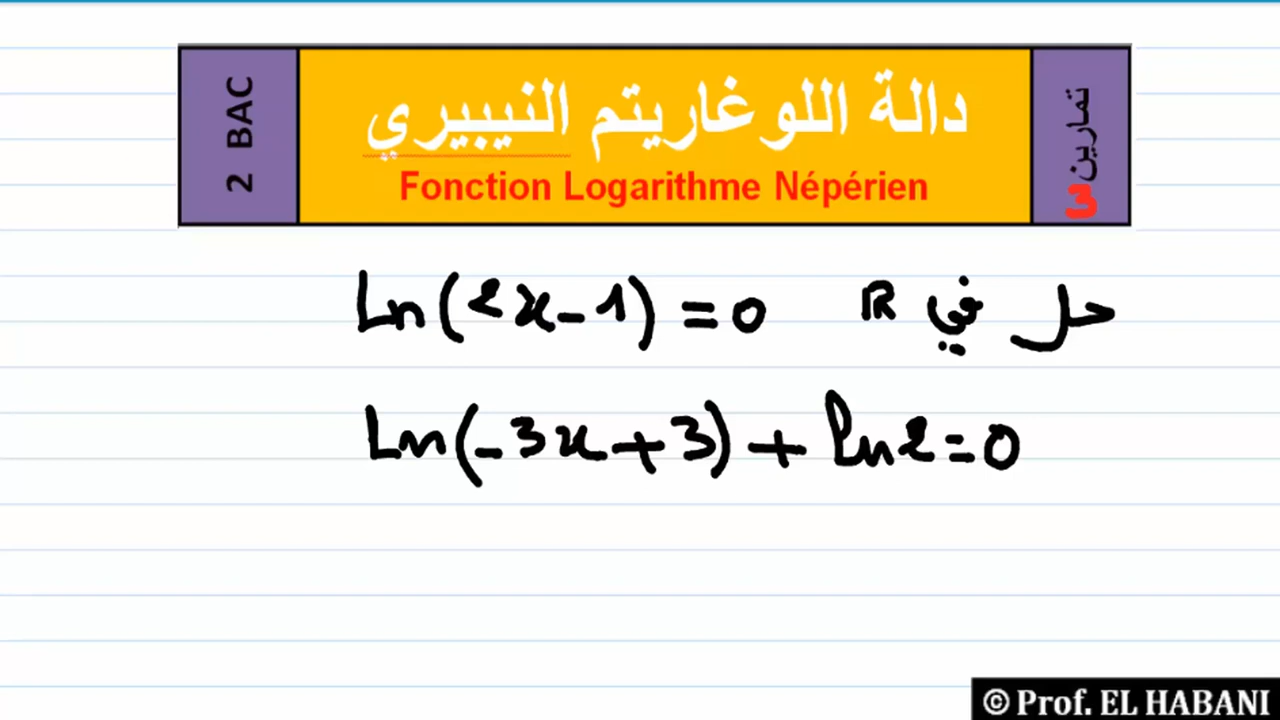 2 BAC
دالة اللوغاريتم النيبيري
Fonction Logarithme Népérien
تمارين 3
حل في ℝ Ln(2x-1)=0
Ln(-3x+3)+ln2=0
© Prof. EL HABANI